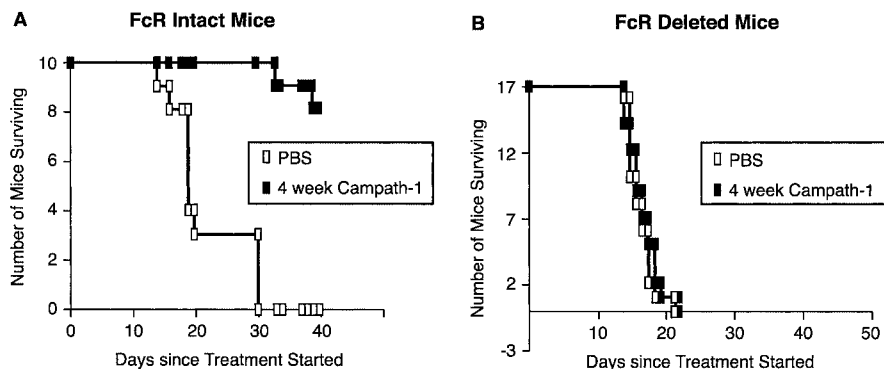 A
FcR Intact Mice
Number of Mice Surviving
10
8
6
4
2
0
PBS
4 week Campath-1
0
10
20
30
40
Days since Treatment Started
B
FcR Deleted Mice
Number of Mice Surviving
17
12
7
2
-3
PBS
4 week Campath-1
10
20
30
40
50
Days since Treatment Started